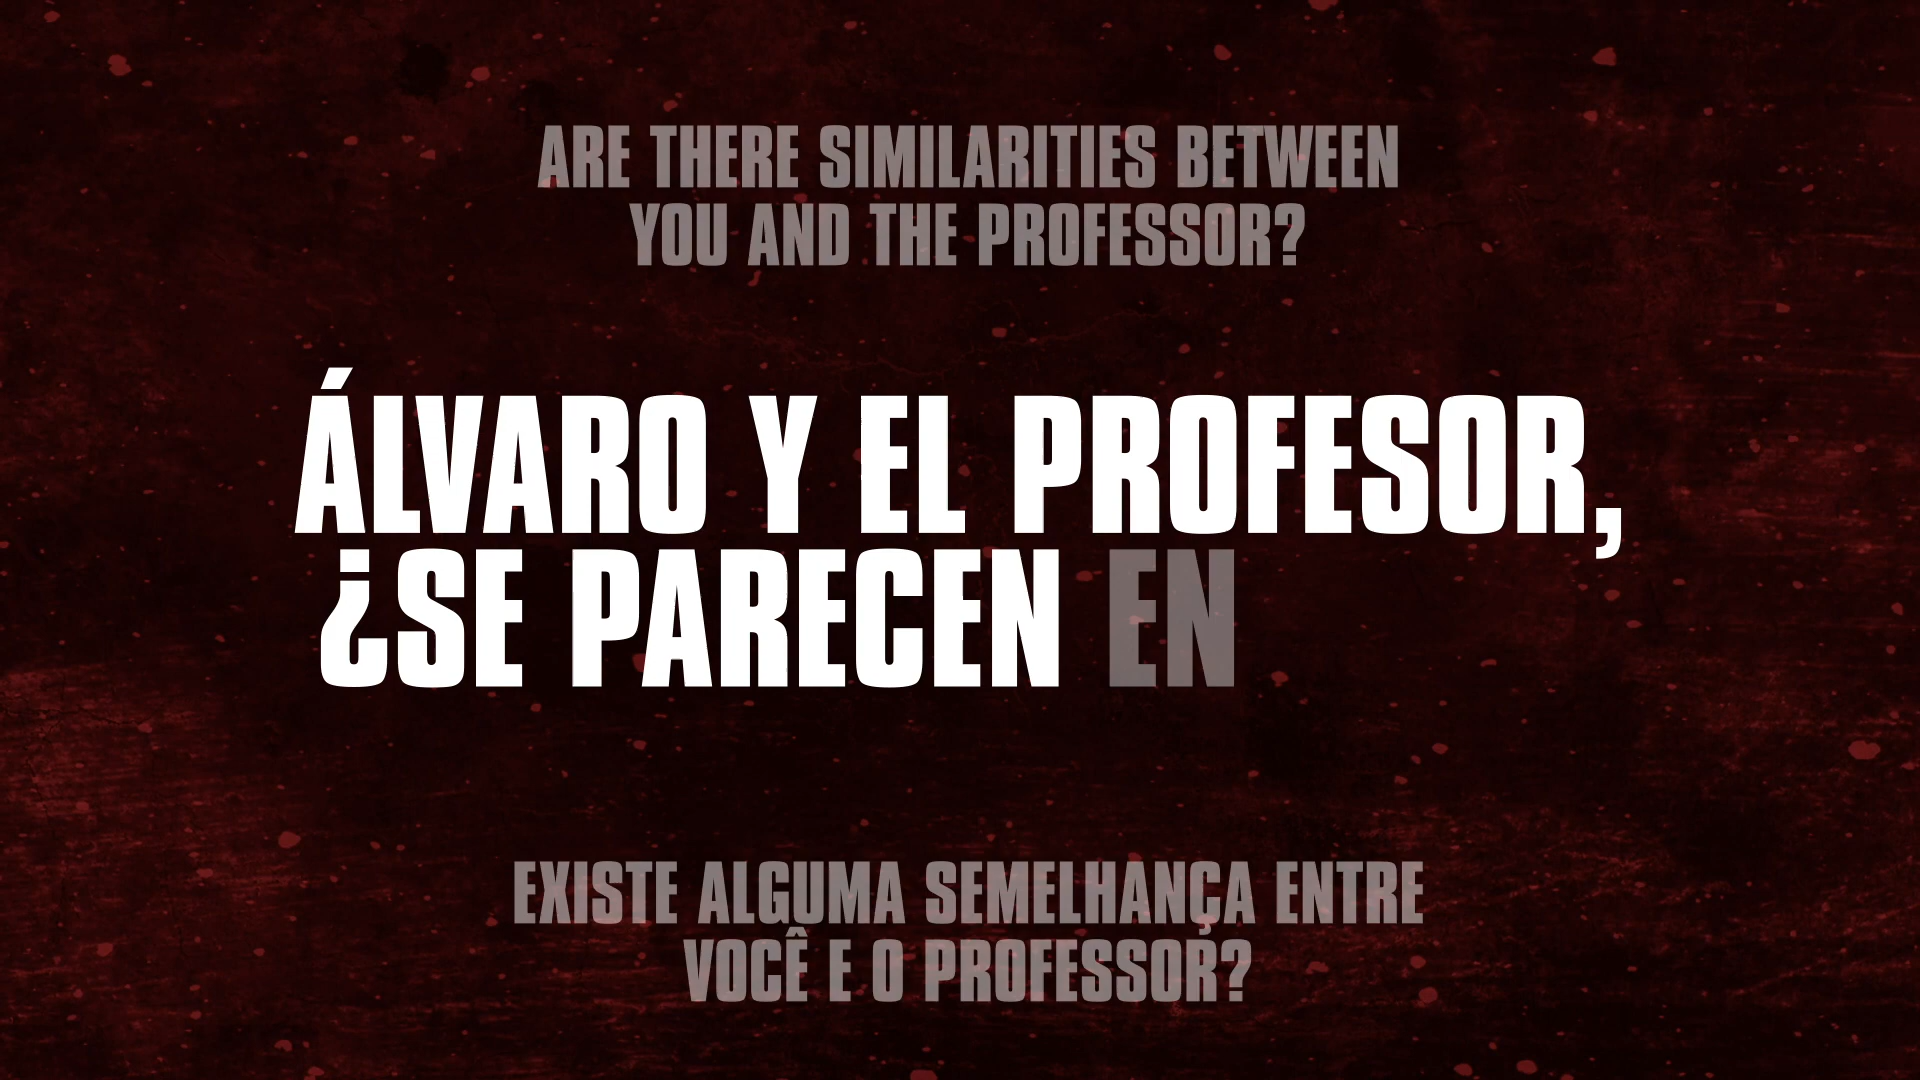 ARE THERE SIMILARITIES BETWEEN
YOU AND THE PROFESSOR?
ÁLVARO Y EL PROFESOR,
¿SE PARECEN EN
EXISTE ALGUMA SEMELHANÇA ENTRE
VOCÊ E O PROFESSOR?